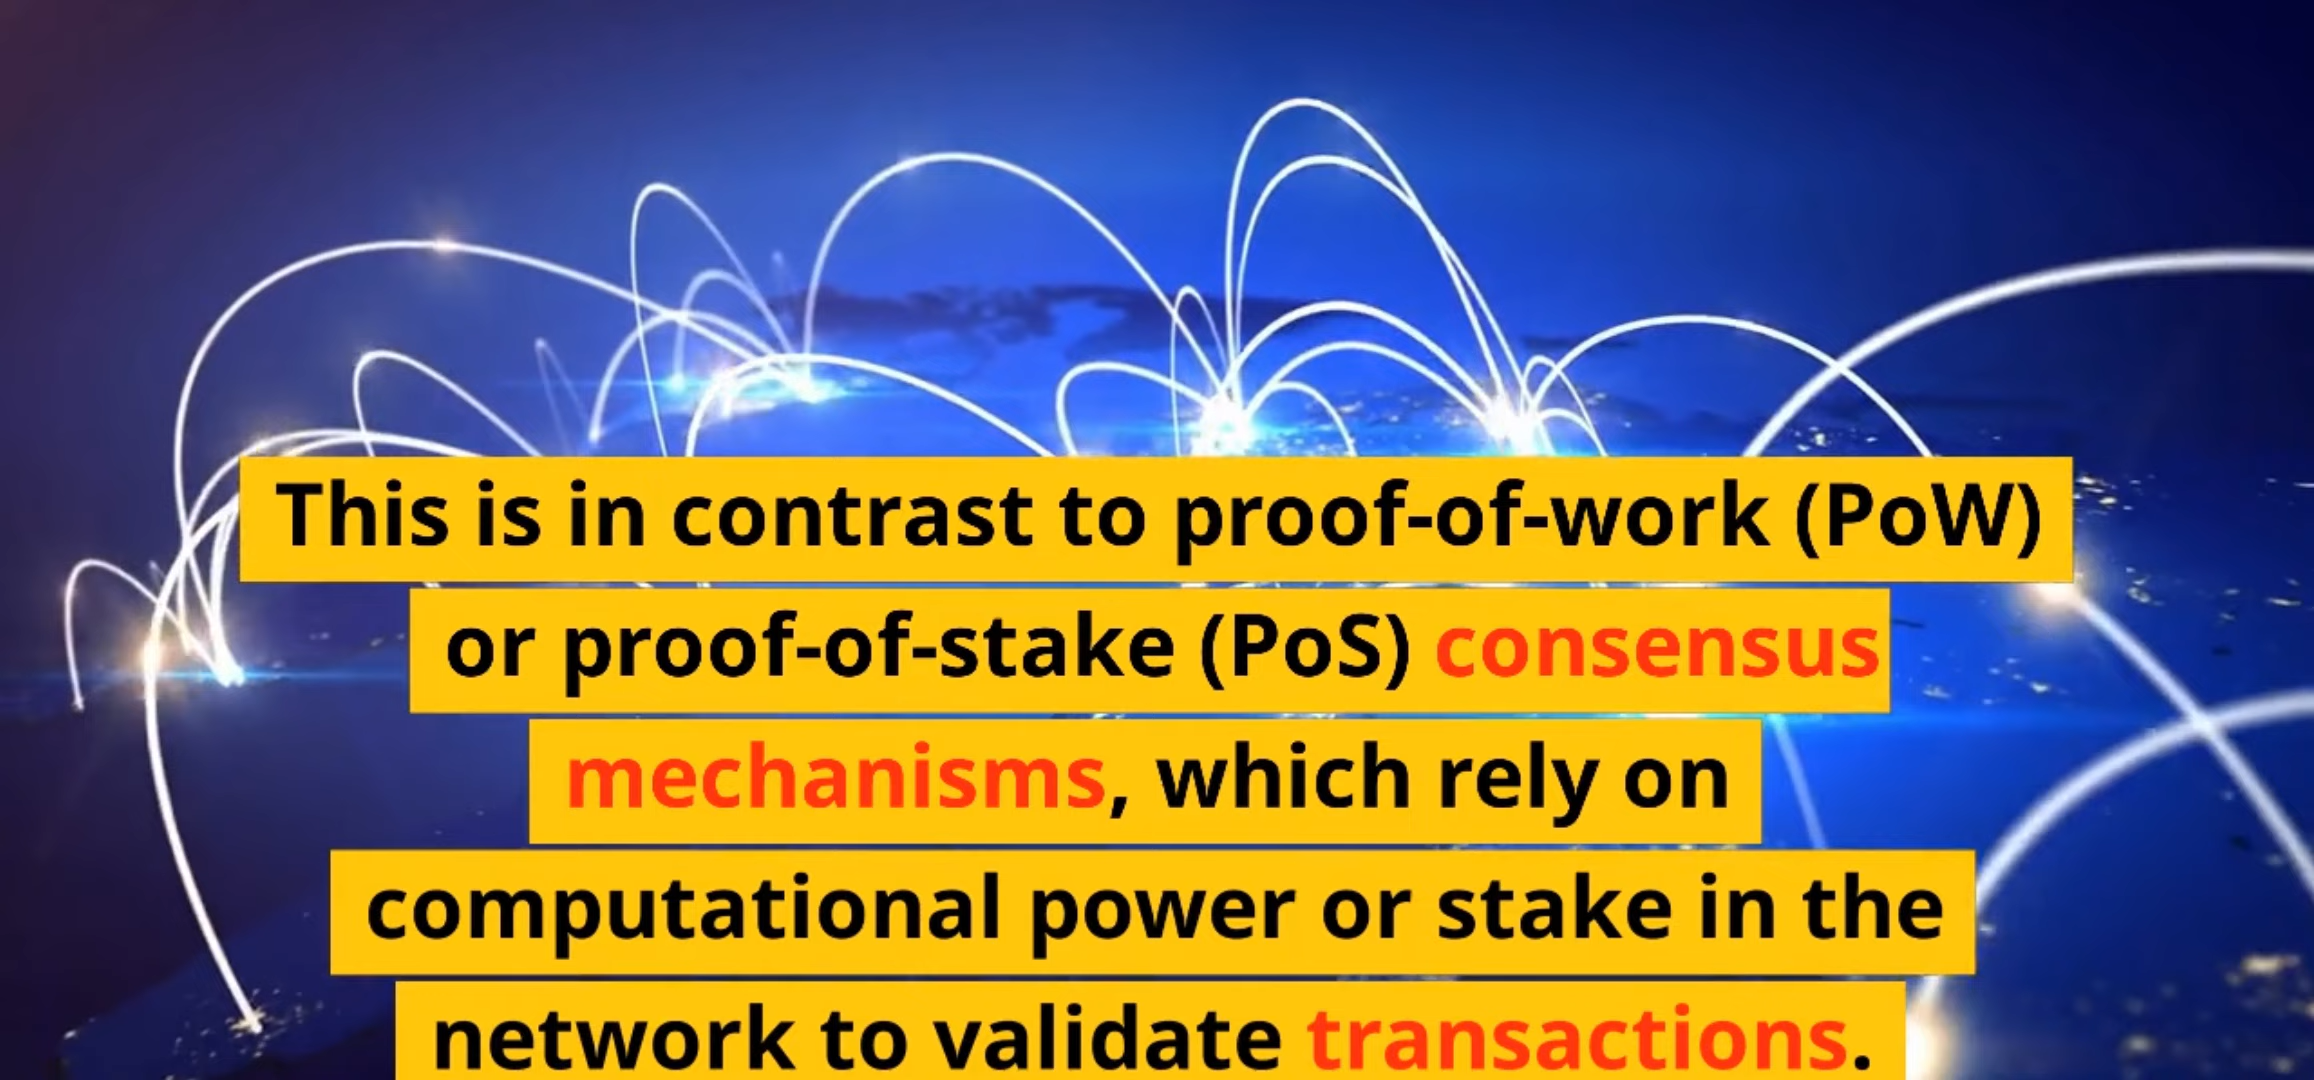 This is in contrast to proof-of-work (PoW)
or proof-of-stake (PoS) consensus
mechanisms, which rely on
computational power or stake in the
network to validate transactions.